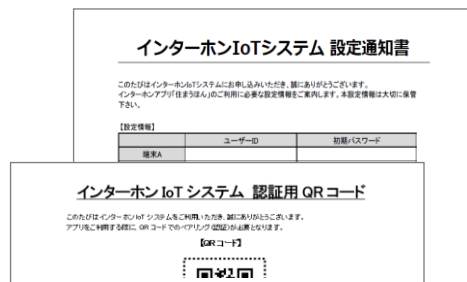 インターホンIoTシステム 設定通知書
このたびはインターホンIoTシステムにお申し込みいただき、誠にありがとうございます。
インターホンアプリ「住まうほん」のご利用に必要な設定情報をご案内します。本設定情報は大切に保管
下さい。
【設定情報】
ユーザーID 初期パスワード
端末A
インターホン IoT システム 認証用 QR コード
このたびはインターホン IoT システムをご利用いただき、誠にありがとうございます。
アプリをご利用する際に、QR コードでのペアリング(認証)が必要となります。
【QR コード】